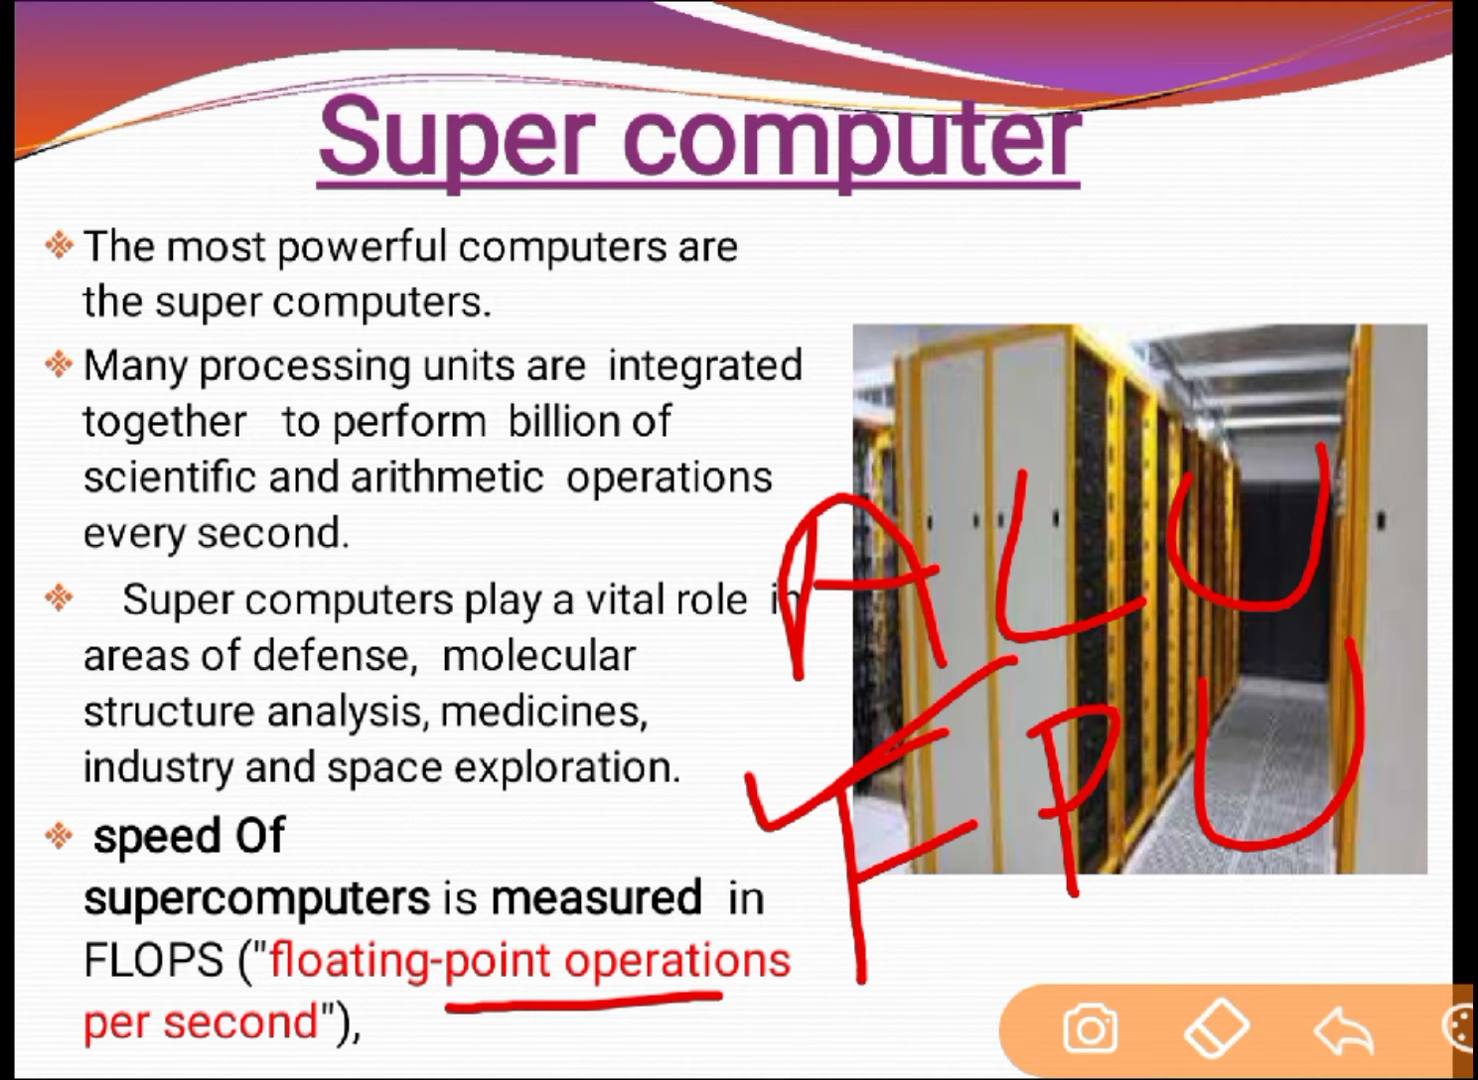 Super computer
❖ The most powerful computers are
the super computers.
❖ Many processing units are integrated
together to perform billion of
scientific and arithmetic operations
every second.
❖ Super computers play a vital role in
areas of defense, molecular
structure analysis, medicines,
industry and space exploration.
❖ speed Of
supercomputers is measured in
FLOPS ("floating-point operations
per second"),
ALU
FPU